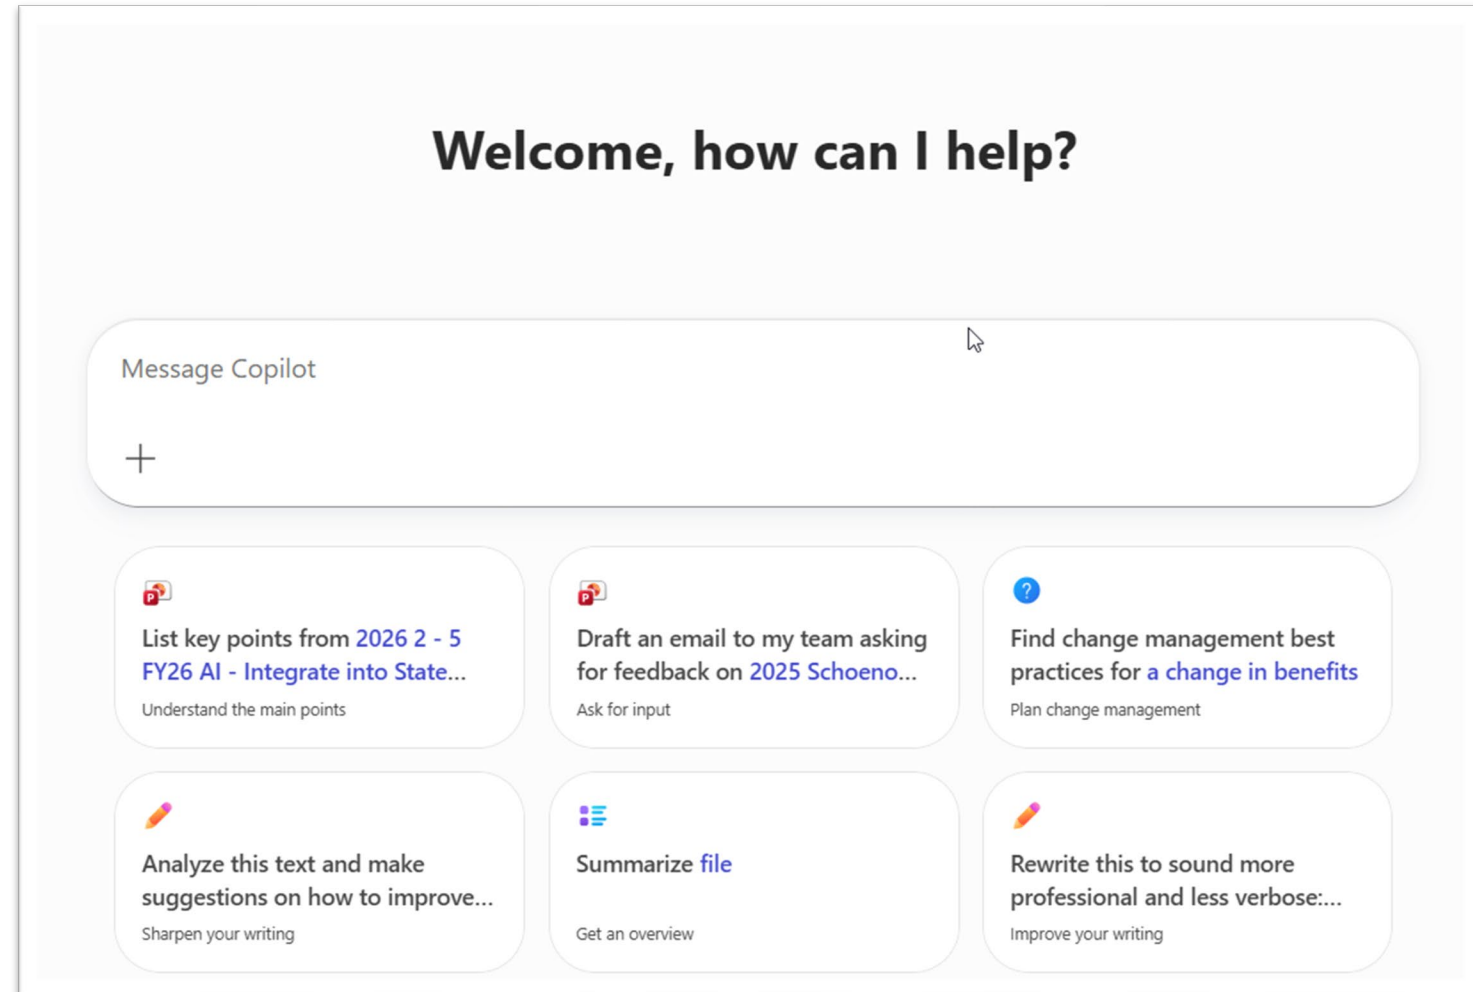 Welcome, how can I help?
Message Copilot
List key points from 2026 2 - 5
FY26 AI - Integrate into State...
Understand the main points
Draft an email to my team asking
for feedback on 2025 Schoeno...
Ask for input
?
Find change management best
practices for a change in benefits
Plan change management
Analyze this text and make
suggestions on how to improve...
Sharpen your writing
Summarize file
Get an overview
Rewrite this to sound more
professional and less verbose:...
Improve your writing